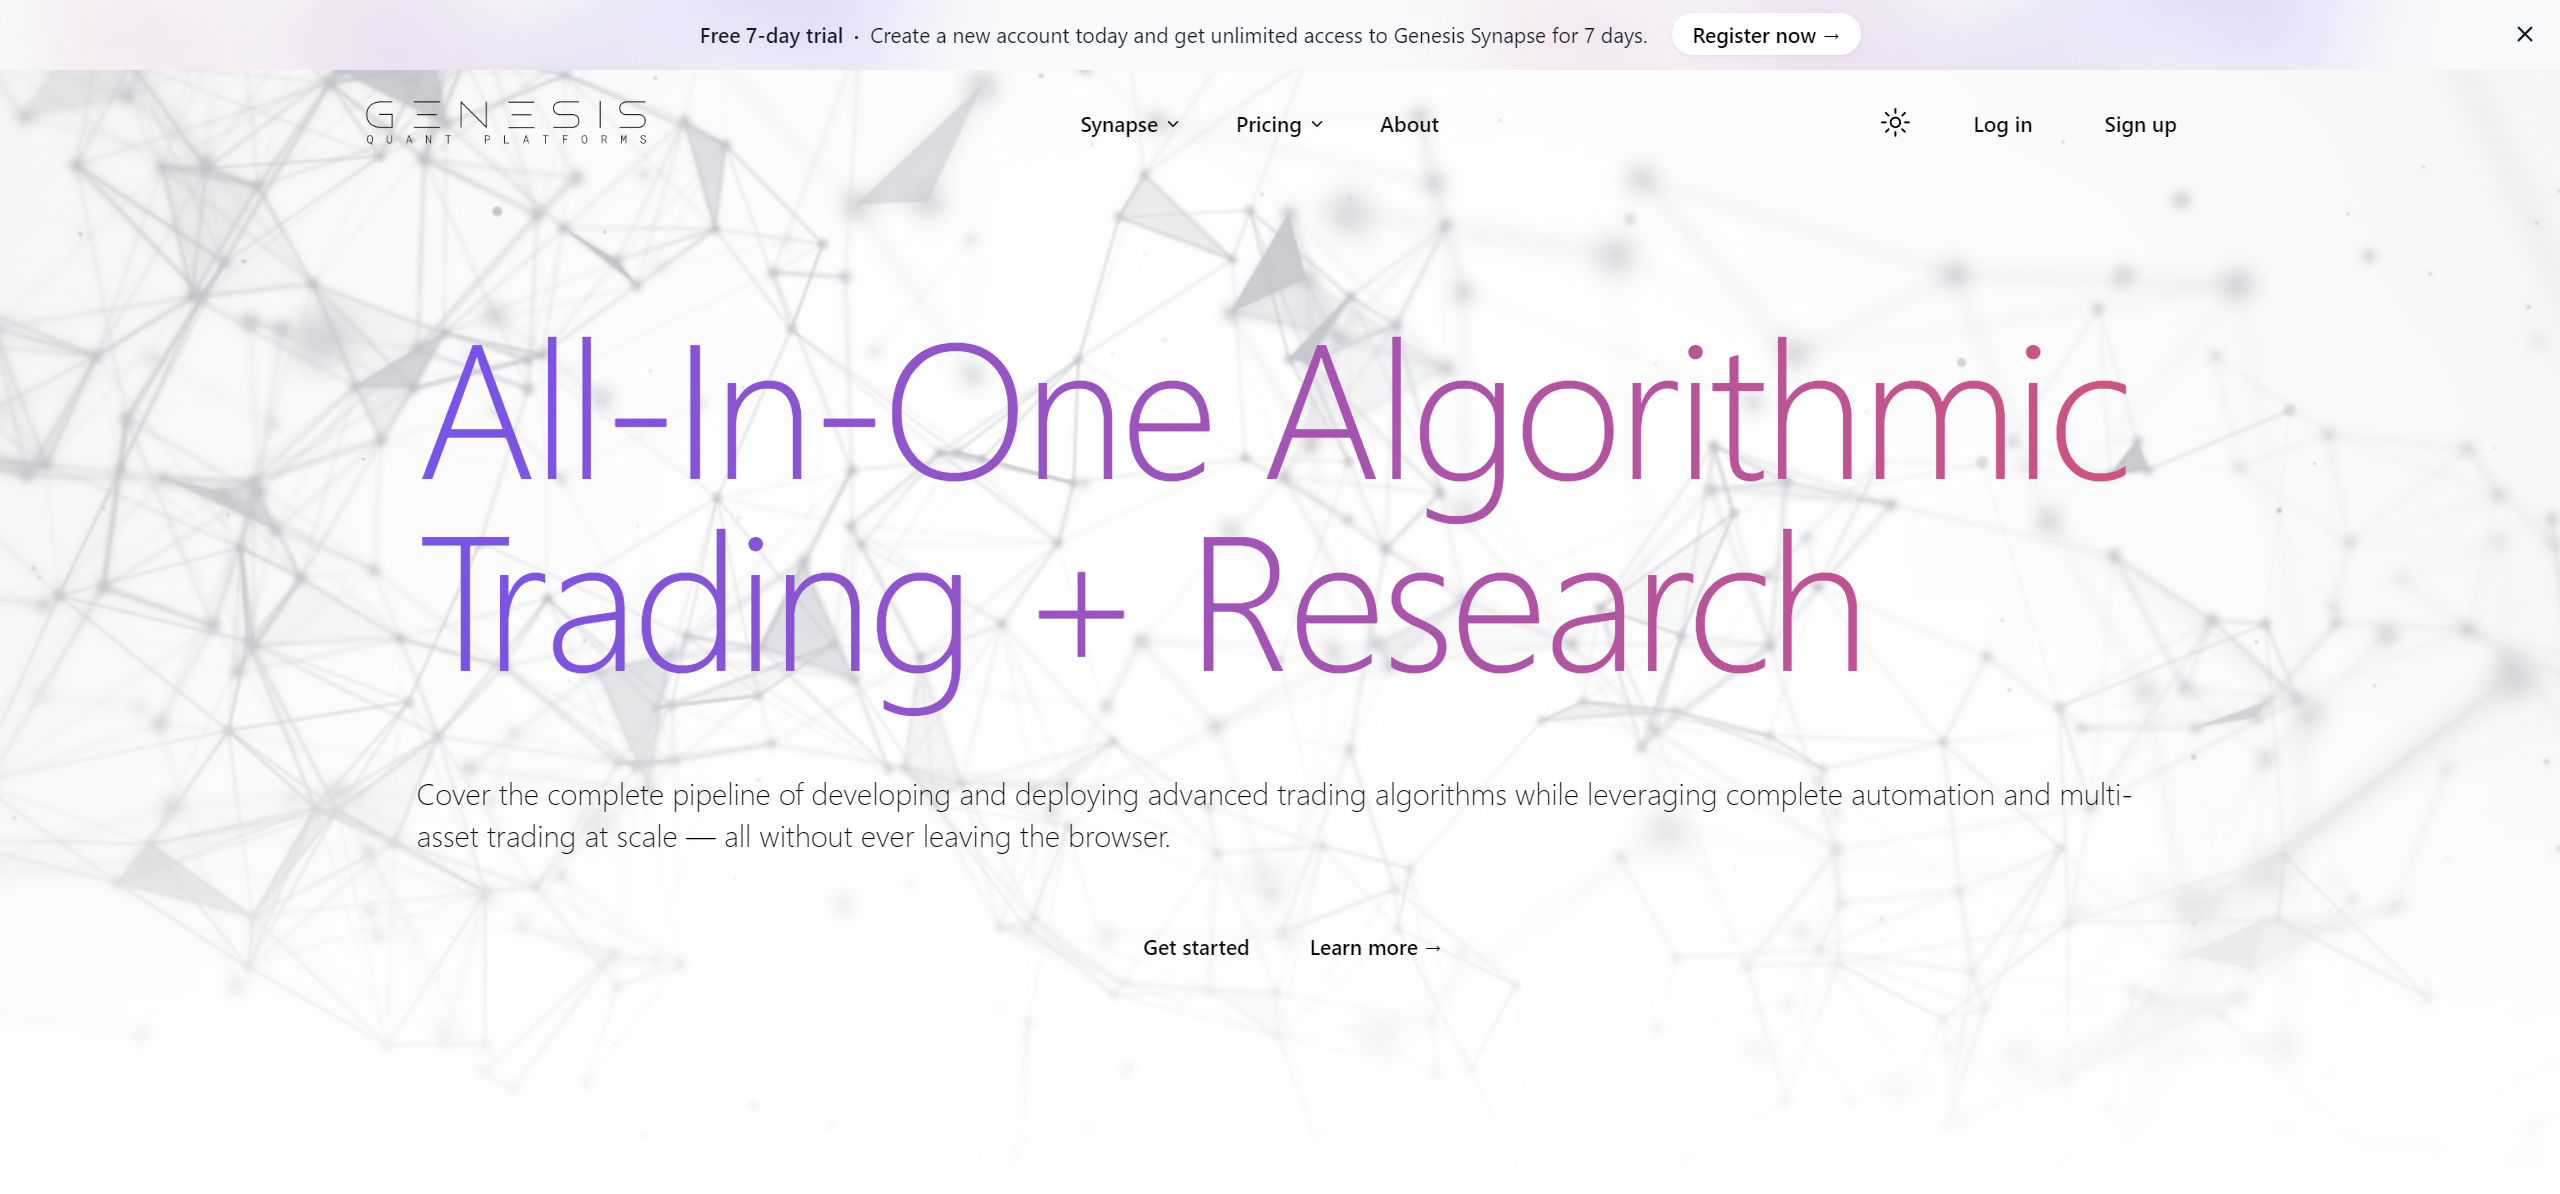 Free 7-day trial · Create a new account today and get unlimited access to Genesis Synapse for 7 days. Register now →
GENESIS
QUANT PLATFORMS
Synapse Pricing About Log in Sign up
All-In-One Algorithmic
Trading + Research
Cover the complete pipeline of developing and deploying advanced trading algorithms while leveraging complete automation and multi-
asset trading at scale — all without ever leaving the browser.
Get started Learn more →